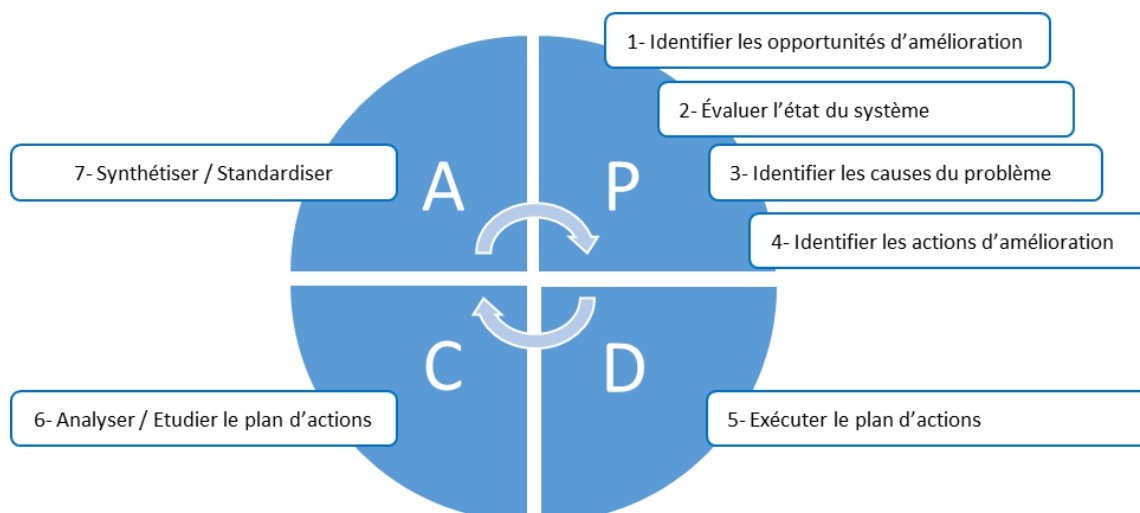 1- Identifier les opportunités d’amélioration
2- Évaluer l’état du système
7- Synthétiser / Standardiser
A
P
3- Identifier les causes du problème
4- Identifier les actions d’amélioration
C
D
6- Analyser / Etudier le plan d’actions
5- Exécuter le plan d’actions